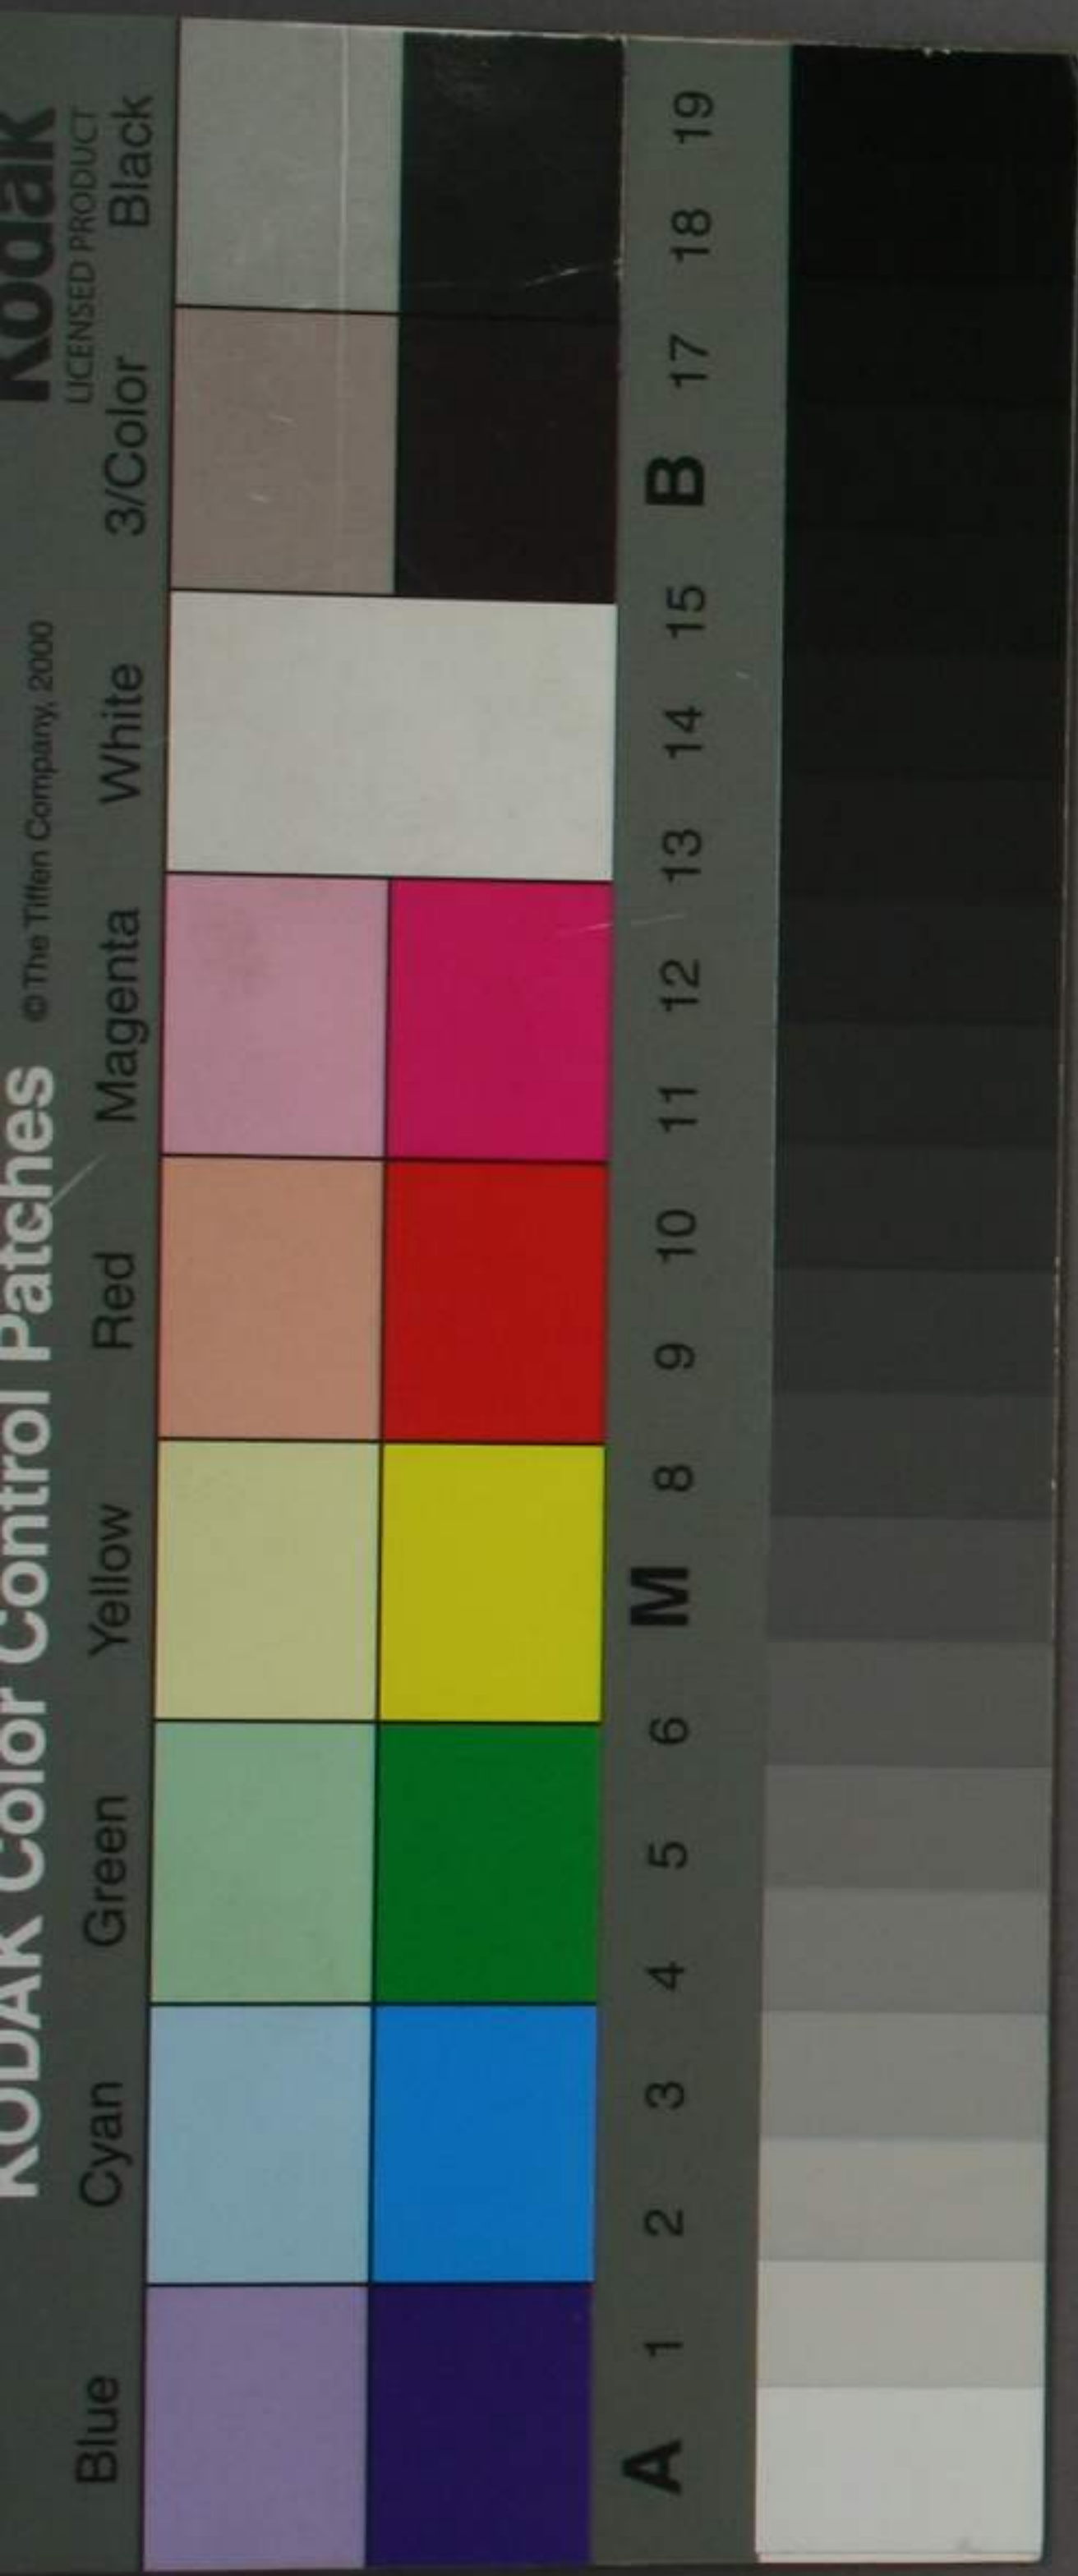 KODAK Color Control Patches © The Tiffen Company, 2000
Kodak
LICENSED PRODUCT
Blue Cyan Green Yellow Red Magenta White 3/Color Black
A 1 2 3 4 5 6 M 8 9 10 11 12 13 14 15 B 17 18 19